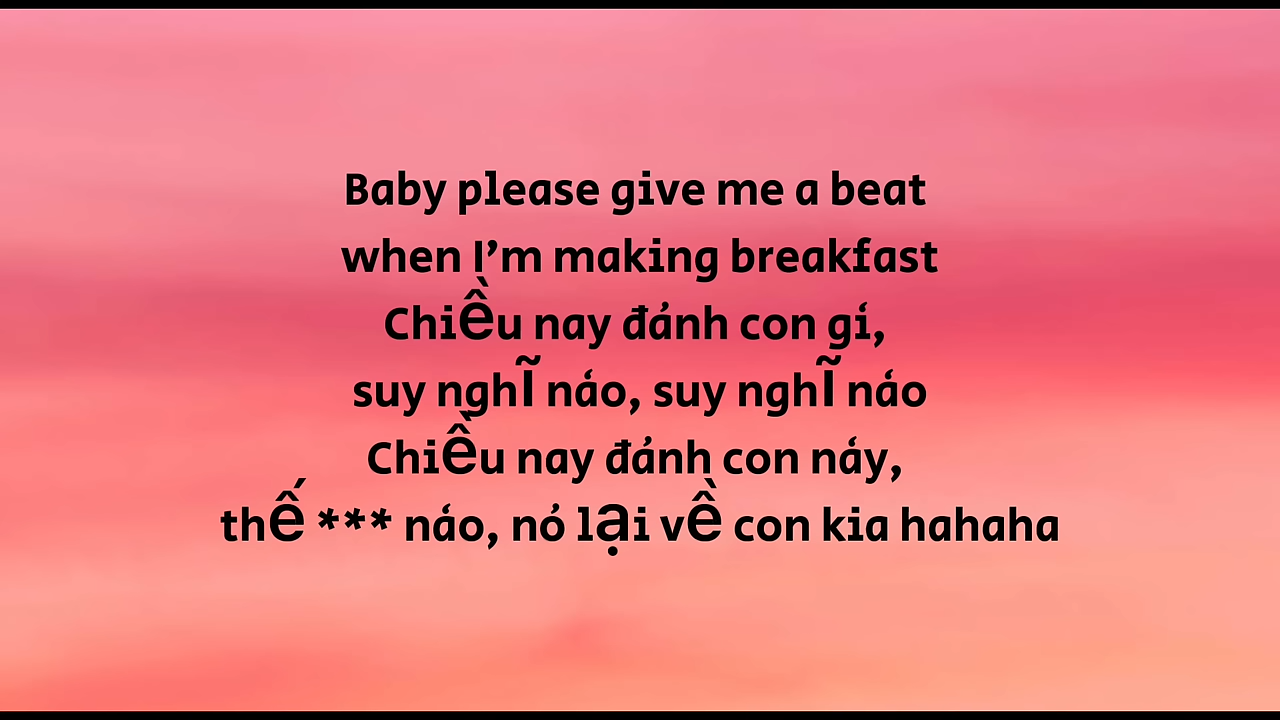 Baby please give me a beat
when I’m making breakfast
Chiều nay đánh con gí,
suy nghĩ náo, suy nghĩ náo
Chiều nay đánh con náy,
thế *** náo, nó lại về con kia hahaha